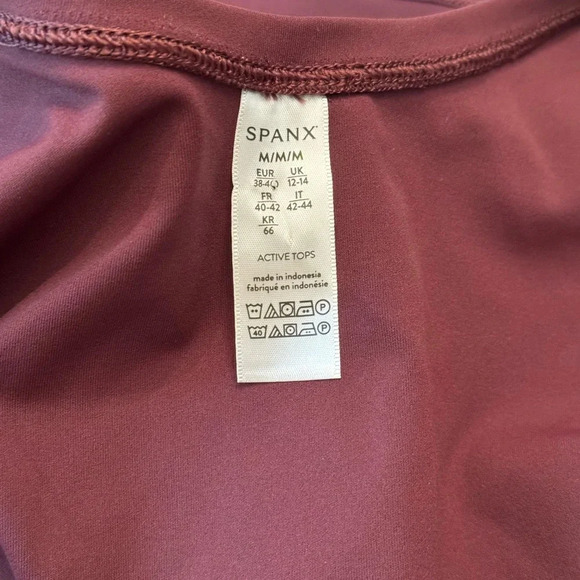 SPANX
M/M/M
EUR UK
12-14
FR IT
40-42 42-44
KR
66
ACTIVE TOPS
made in indonesia
fabriqué en indonésie
P
40 P